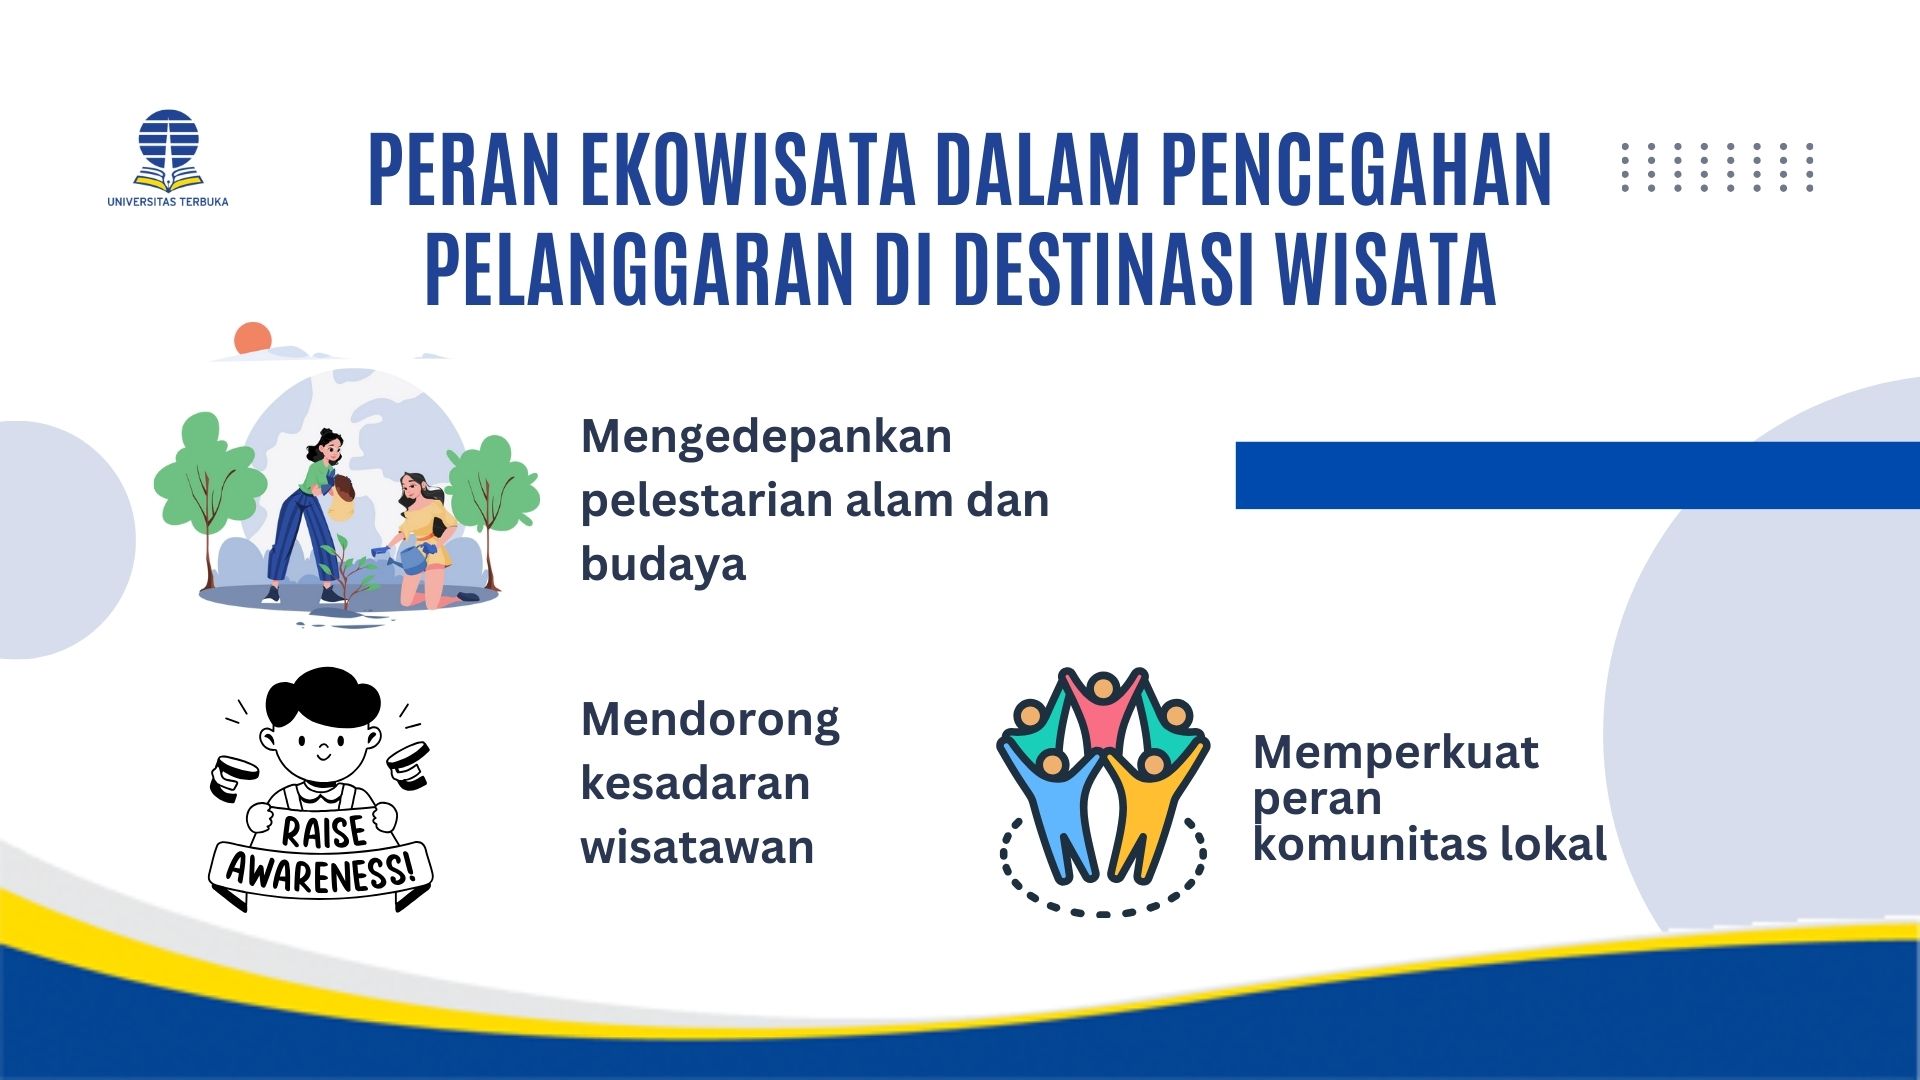 UNIVERSITAS TERBUKA
PERAN EKOWISATA DALAM PENCEGAHAN
PELANGGARAN DI DESTINASI WISATA
Mengedepankan
pelestarian alam dan
budaya
RAISE
AWARENESS!
Mendorong
kesadaran
wisatawan
Memperkuat
peran
komunitas lokal